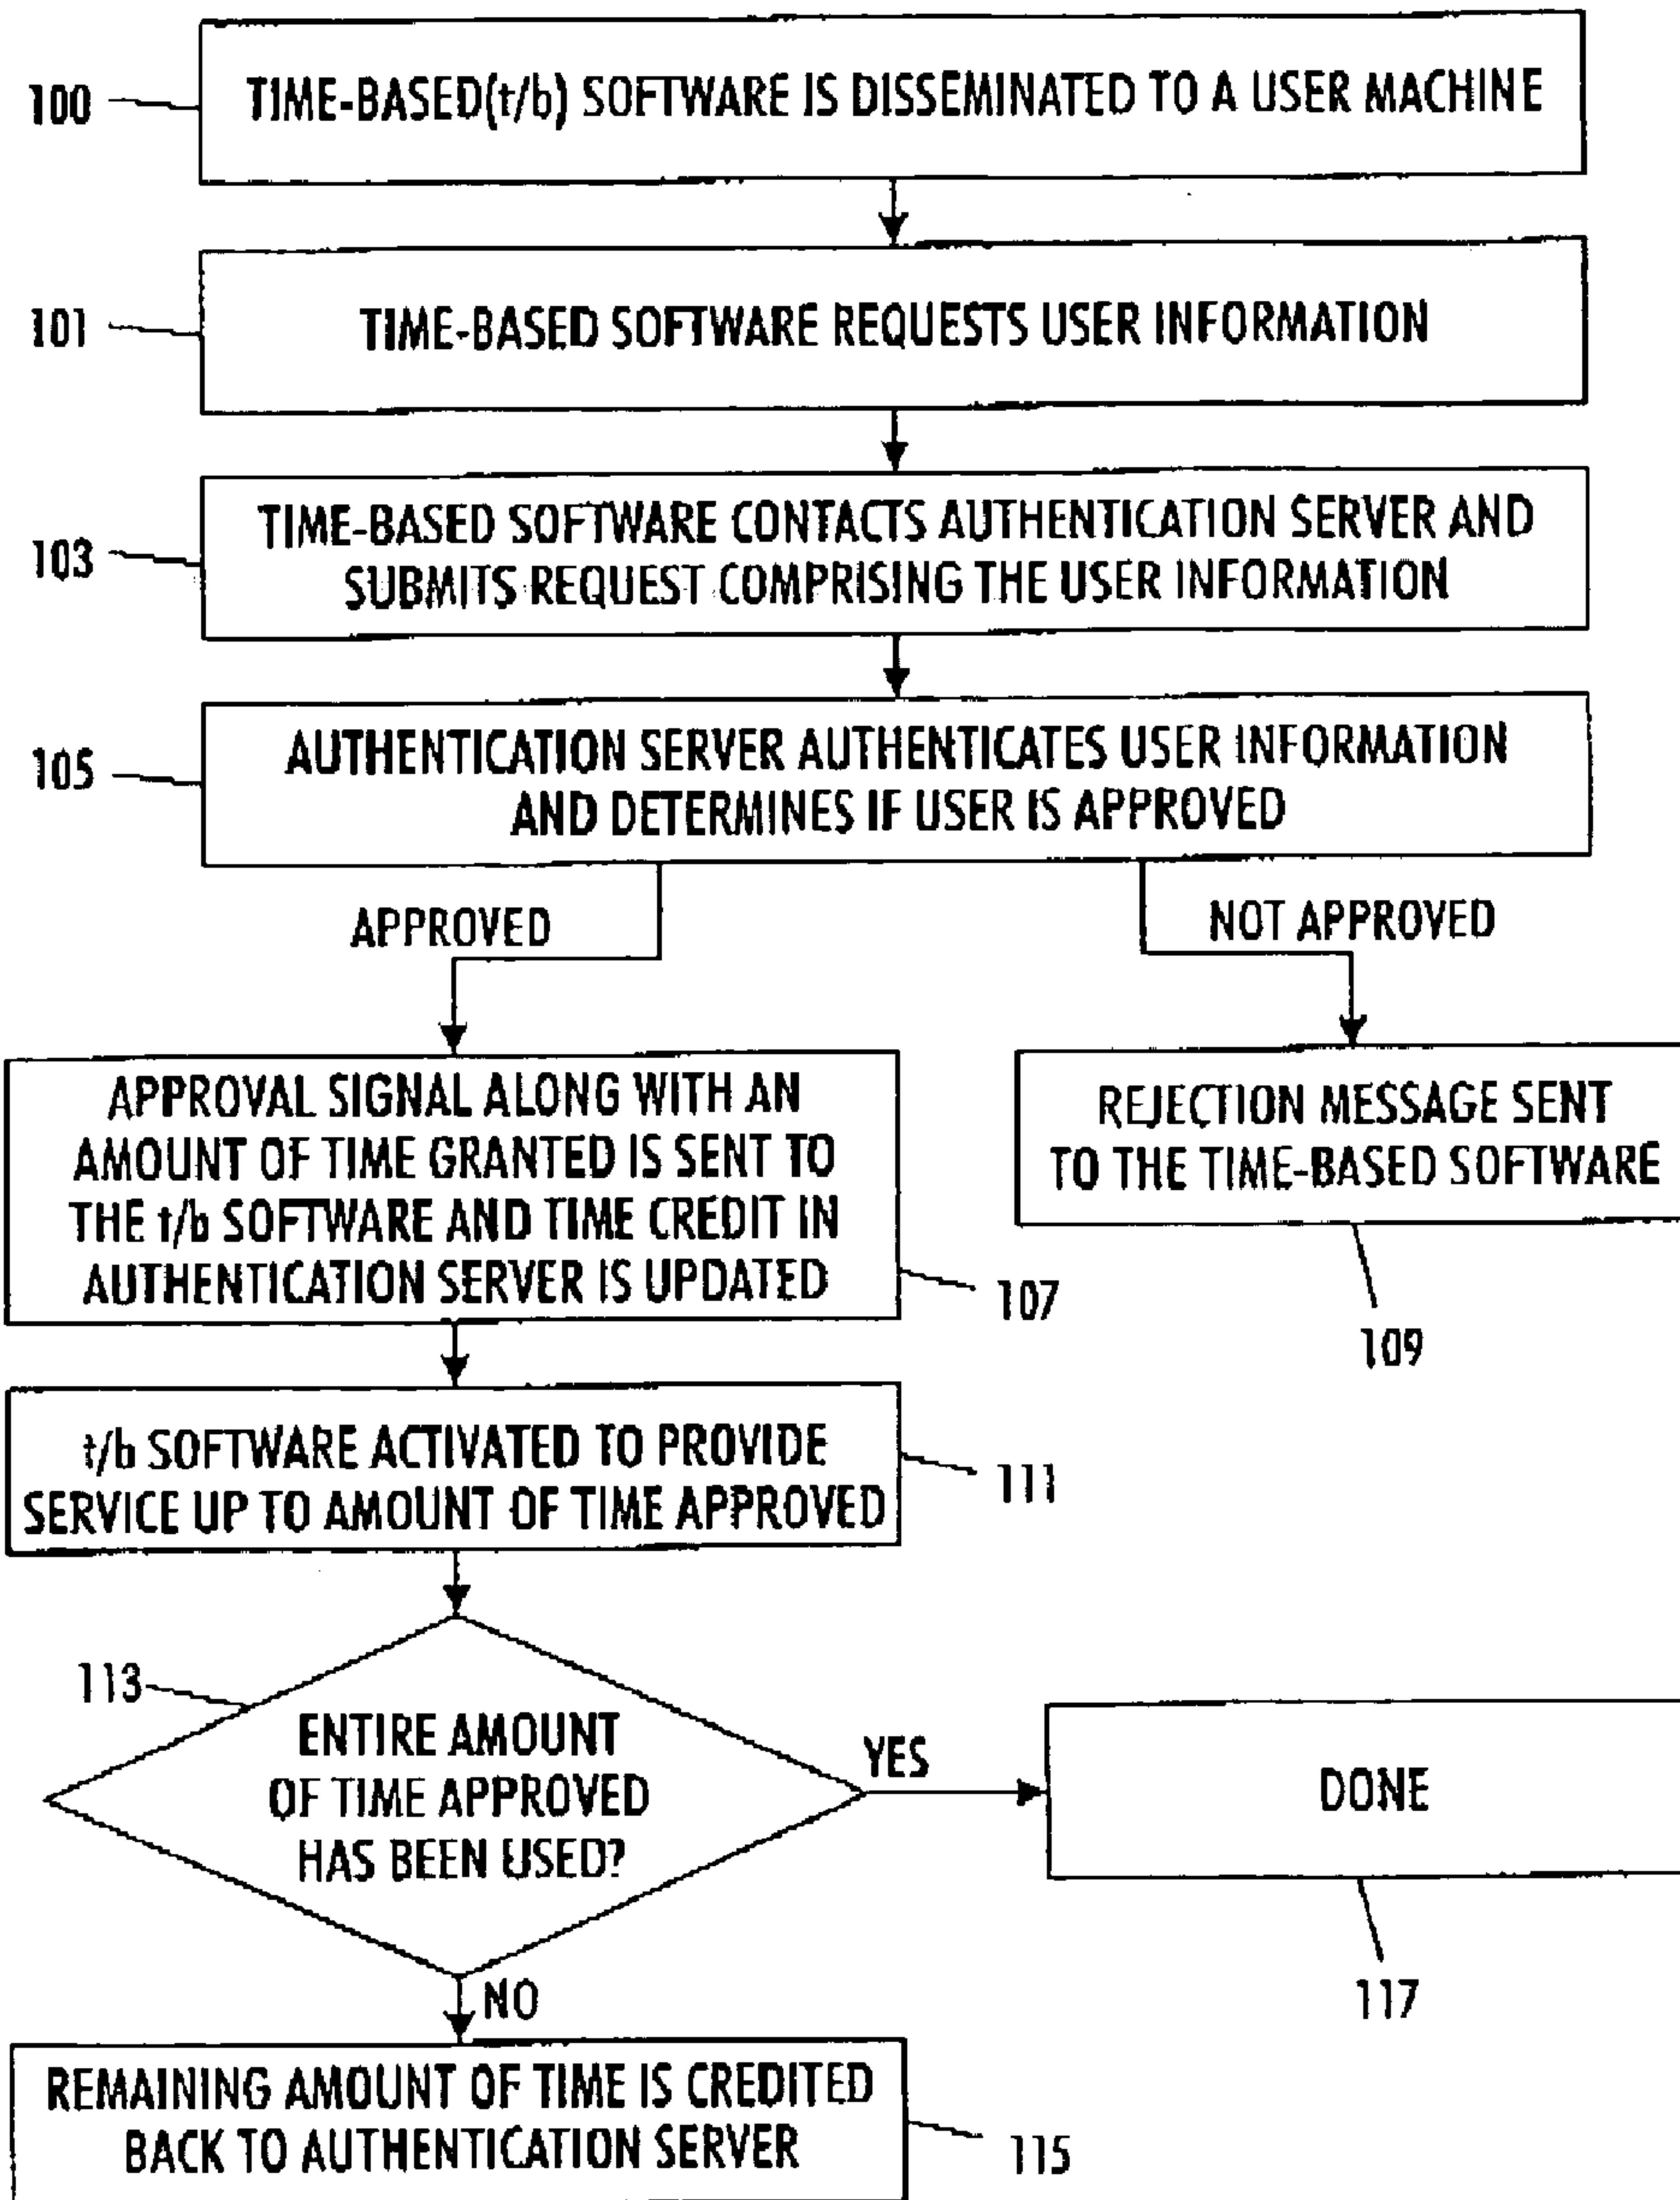 100
TIME-BASED(t/b) SOFTWARE IS DISSEMINATED TO A USER MACHINE
101
TIME-BASED SOFTWARE REQUESTS USER INFORMATION
103
TIME-BASED SOFTWARE CONTACTS AUTHENTICATION SERVER AND
SUBMITS REQUEST COMPRISING THE USER INFORMATION
105
AUTHENTICATION SERVER AUTHENTICATES USER INFORMATION
AND DETERMINES IF USER IS APPROVED
APPROVED
NOT APPROVED
APPROVAL SIGNAL ALONG WITH AN
AMOUNT OF TIME GRANTED IS SENT TO
THE t/b SOFTWARE AND TIME CREDIT IN
AUTHENTICATION SERVER IS UPDATED
107
REJECTION MESSAGE SENT
TO THE TIME-BASED SOFTWARE
109
t/b SOFTWARE ACTIVATED TO PROVIDE
SERVICE UP TO AMOUNT OF TIME APPROVED
111
113
ENTIRE AMOUNT
OF TIME APPROVED
HAS BEEN USED?
YES
DONE
117
NO
REMAINING AMOUNT OF TIME IS CREDITED
BACK TO AUTHENTICATION SERVER
115